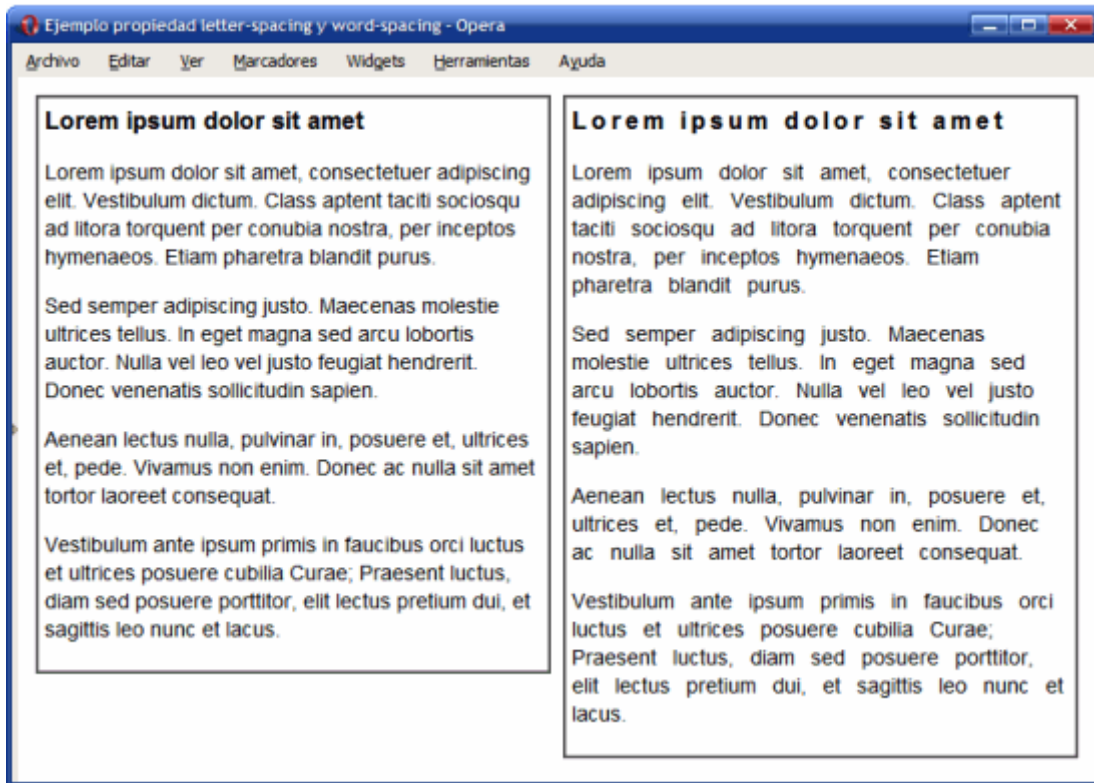 Ejemplo propiedad letter-spacing y word-spacing - Opera
Archivo Editar Ver Marcadores Widgets Herramientas Ayuda
Lorem ipsum dolor sit amet
Lorem ipsum dolor sit amet, consectetuer adipiscing
elit. Vestibulum dictum. Class aptent taciti sociosqu
ad litora torquent per conubia nostra, per inceptos
hymenaeos. Etiam pharetra blandit purus.
Sed semper adipiscing justo. Maecenas molestie
ultrices tellus. In eget magna sed arcu lobortis
auctor. Nulla vel leo vel justo feugiat hendrerit.
Donec venenatis sollicitudin sapien.
Aenean lectus nulla, pulvinar in, posuere et, ultrices
et, pede. Vivamus non enim. Donec ac nulla sit amet
tortor laoreet consequat.
Vestibulum ante ipsum primis in faucibus orci luctus
et ultrices posuere cubilia Curae; Praesent luctus,
diam sed posuere porttitor, elit lectus pretium dui, et
sagittis leo nunc et lacus.
Lorem ipsum dolor sit amet
Lorem ipsum dolor sit amet, consectetuer
adipiscing elit. Vestibulum dictum. Class aptent
taciti sociosqu ad litora torquent per conubia
nostra, per inceptos hymenaeos. Etiam
pharetra blandit purus.
Sed semper adipiscing justo. Maecenas
molestie ultrices tellus. In eget magna sed
arcu lobortis auctor. Nulla vel leo vel justo
feugiat hendrerit. Donec venenatis sollicitudin
sapien.
Aenean lectus nulla, pulvinar in, posuere et,
ultrices et, pede. Vivamus non enim. Donec
ac nulla sit amet tortor laoreet consequat.
Vestibulum ante ipsum primis in faucibus orci
luctus et ultrices posuere cubilia Curae;
Praesent luctus, diam sed posuere porttitor,
elit lectus pretium dui, et sagittis leo nunc et
lacus.